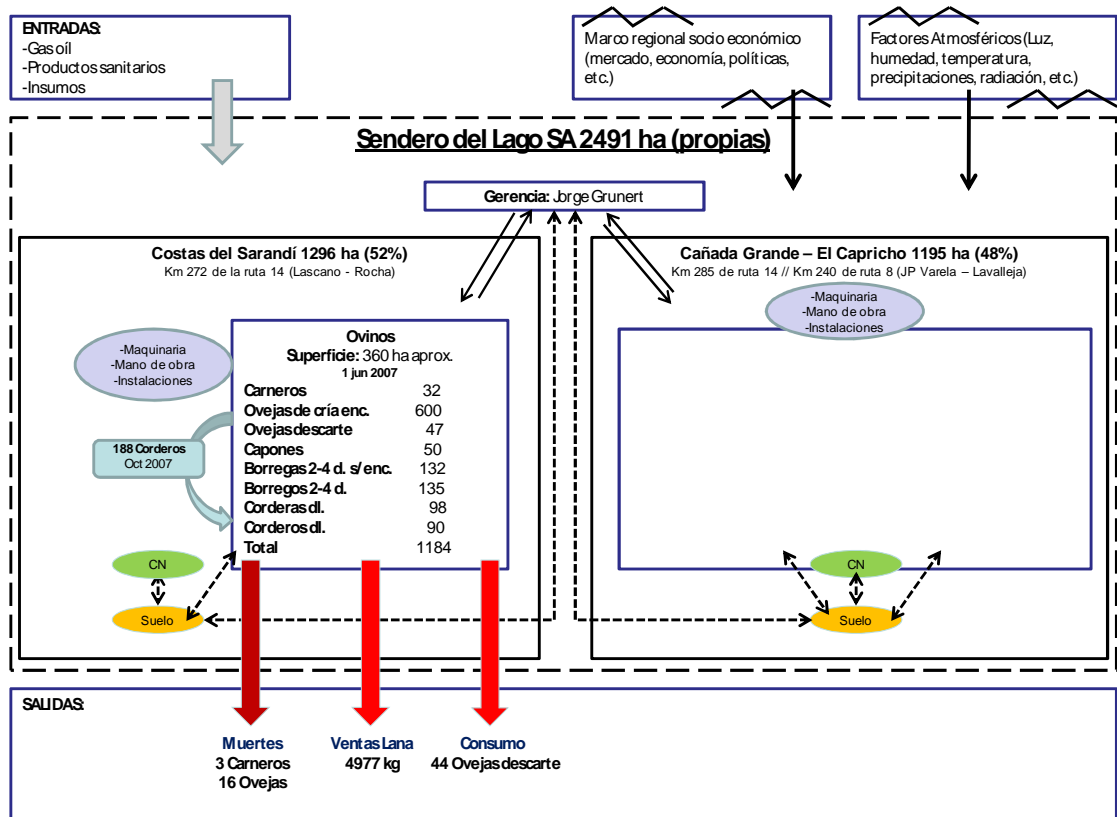 ENTRADAS:
-Gasoíl
-Productos sanitarios
-Insumos
Marco regional socio económico
(mercado, economía, políticas,
etc.)
Factores Atmosféricos (Luz,
humedad, temperatura,
precipitaciones, radiación, etc.)
Sendero del Lago SA 2491 ha (propias)
Gerencia: Jorge Grunert
Costas del Sarandí 1296 ha (52%)
Km 272 de la ruta 14 (Lascano - Rocha)
-Maquinaria
-Mano de obra
-Instalaciones
Ovinos
Superficie: 360 ha aprox.
1 jun 2007
Carneros 32
Ovejas de cría enc. 600
Ovejas descarte 47
Capones 50
Borregas 2-4 d. s/ enc. 132
Borregos 2-4 d. 135
Corderas dl. 98
Corderos dl. 90
Total 1184
188 Corderos
Oct 2007
CN
Suelo
Cañada Grande – El Capricho 1195 ha (48%)
Km 285 de ruta 14 // Km 240 de ruta 8 (JP Varela – Lavalleja)
-Maquinaria
-Mano de obra
-Instalaciones
CN
Suelo
SALIDAS:
Muertes
3 Carneros
16 Ovejas
Ventas Lana
4977 kg
Consumo
44 Ovejas descarte